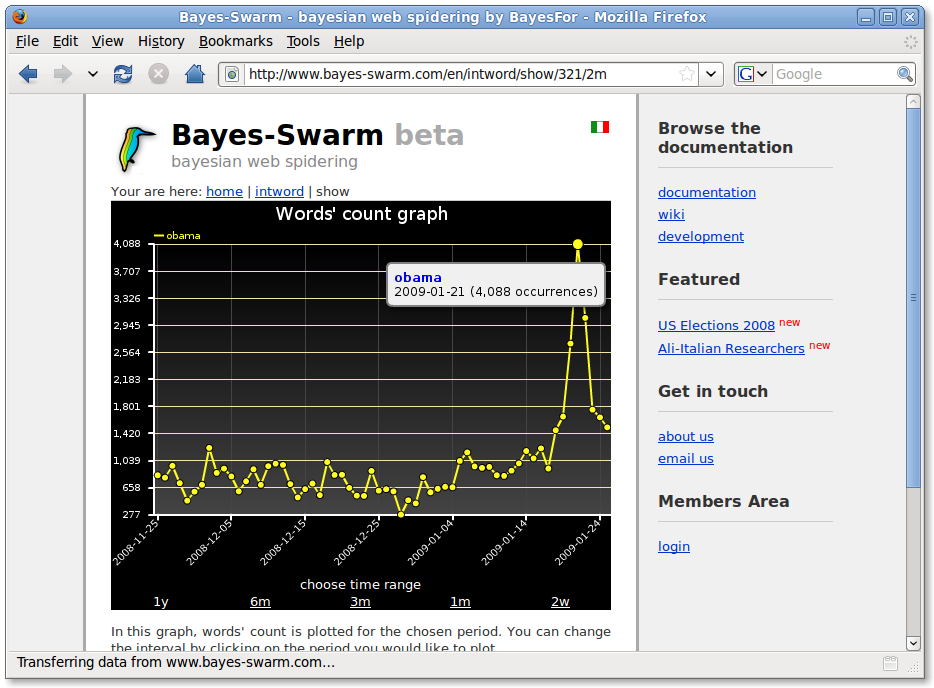 Bayes-Swarm - bayesian web spidering by BayesFor - Mozilla Firefox
File Edit View History Bookmarks Tools Help
http://www.bayes-swarm.com/en/intword/show/321/2m
G Google
Bayes-Swarm beta
bayesian web spidering
Your are here: home | intword | show
Words' count graph
obama
4,088
3,707
3,326
2,945
2,564
2,183
1,801
1,420
1,039
658
277
obama
2009-01-21 (4,088 occurrences)
2008-11-25
2008-12-05
2008-12-15
2008-12-25
2009-01-04
2009-01-14
2009-01-24
choose time range
1y 6m 3m 1m 2w
In this graph, words' count is plotted for the chosen period. You can change
the interval by clicking on the period you would like to plot.
Browse the
documentation
documentation
wiki
development
Featured
US Elections 2008 new
Ali-Italian Researchers new
Get in touch
about us
email us
Members Area
login
Transferring data from www.bayes-swarm.com...